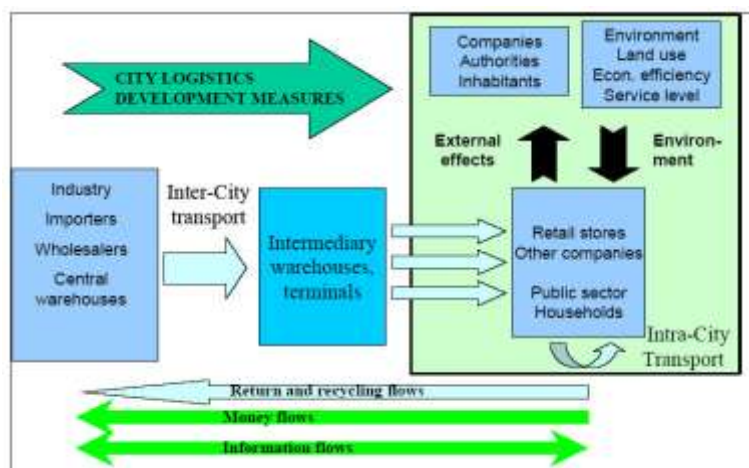 CITY LOGISTICS
DEVELOPMENT MEASURES
Companies
Authorities
Inhabitants
Environment
Land use
Econ. efficiency
Service level
External
effects
Environ-
ment
Industry
Importers
Wholesalers
Central
warehouses
Inter-City
transport
Intermediary
warehouses,
terminals
Retail stores
Other companies
Public sector
Households
Intra-City
Transport
Return and recycling flows
Money flows
Information flows